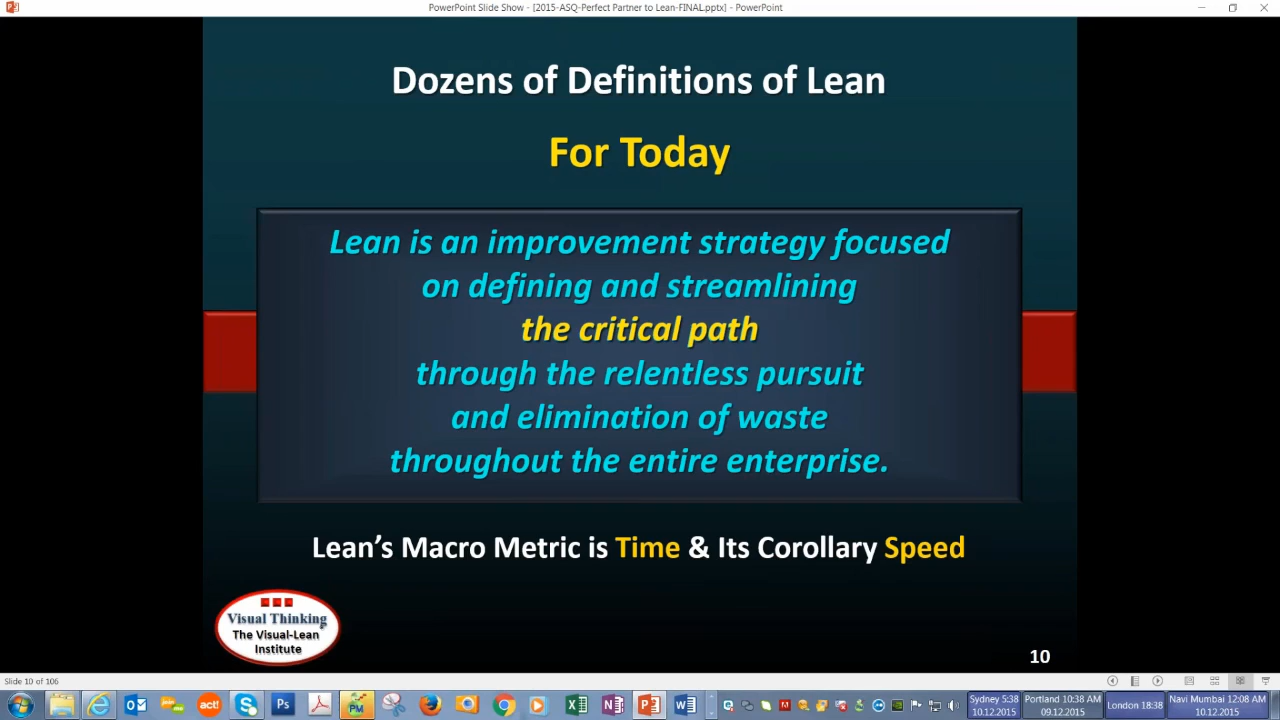 PowerPoint Slide Show - [2015-ASQ-Perfect Partner to Lean-FINAL.pptx] - PowerPoint
Dozens of Definitions of Lean
For Today
Lean is an improvement strategy focused
on defining and streamlining
the critical path
through the relentless pursuit
and elimination of waste
throughout the entire enterprise.
Lean's Macro Metric is Time & Its Corollary Speed
Visual Thinking
The Visual-Lean
Institute
10
Slide 10 of 106
act!
Ps
PM
Sydney 5:38
10.12.2015
Portland 10:38 AM
09.12.2015
London 18:38
Navi Mumbai 12:08 AM
10.12.2015